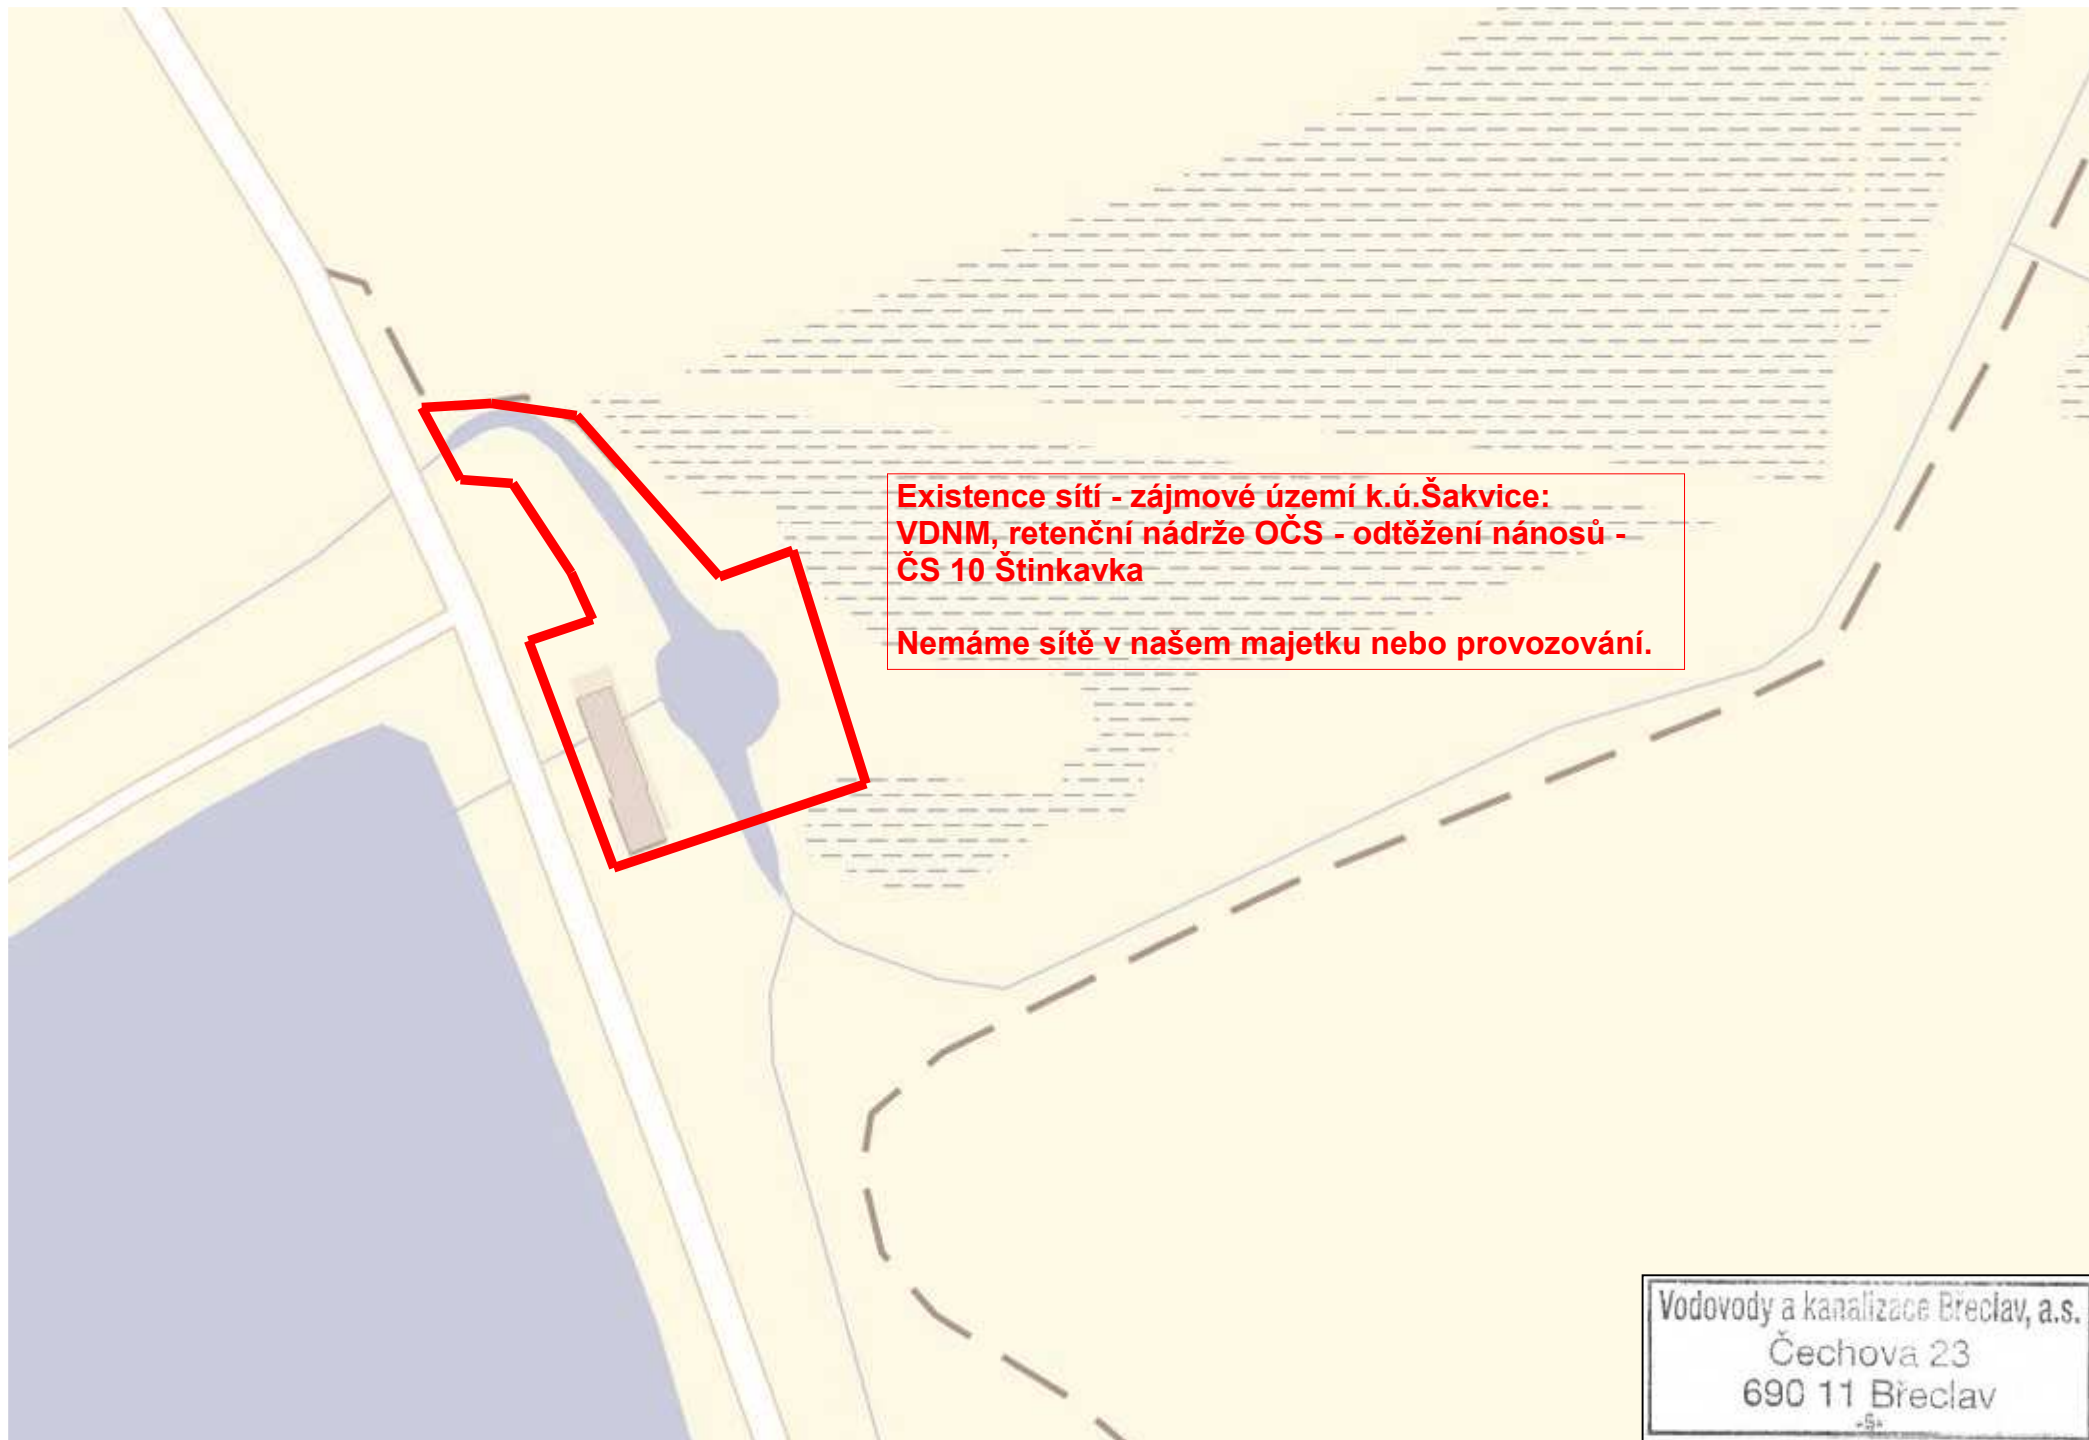 Existence sítí - zájmové území k.ú.Šakvice:
VDNM, retenční nádrže OČS - odtěžení nánosů -
ČS 10 Štinkavka
Nemáme sítě v našem majetku nebo provozování.
Vodovody a kanalizace Břeclav, a.s.
Čechova 23
690 11 Břeclav
-5-